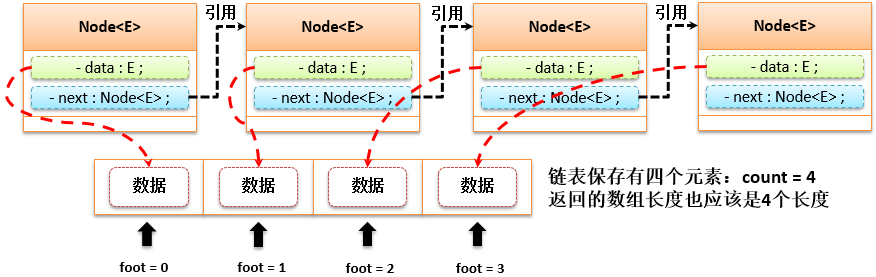 引用
引用
引用
Node<E>
Node<E>
Node<E>
Node<E>
- data : E ;
- data : E ;
- data : E ;
- data : E ;
- next : Node<E> ;
- next : Node<E> ;
- next : Node<E> ;
- next : Node<E> ;
数据
数据
数据
数据
链表保存有四个元素：count = 4
返回的数组长度也应该是4个长度
foot = 0
foot = 1
foot = 2
foot = 3